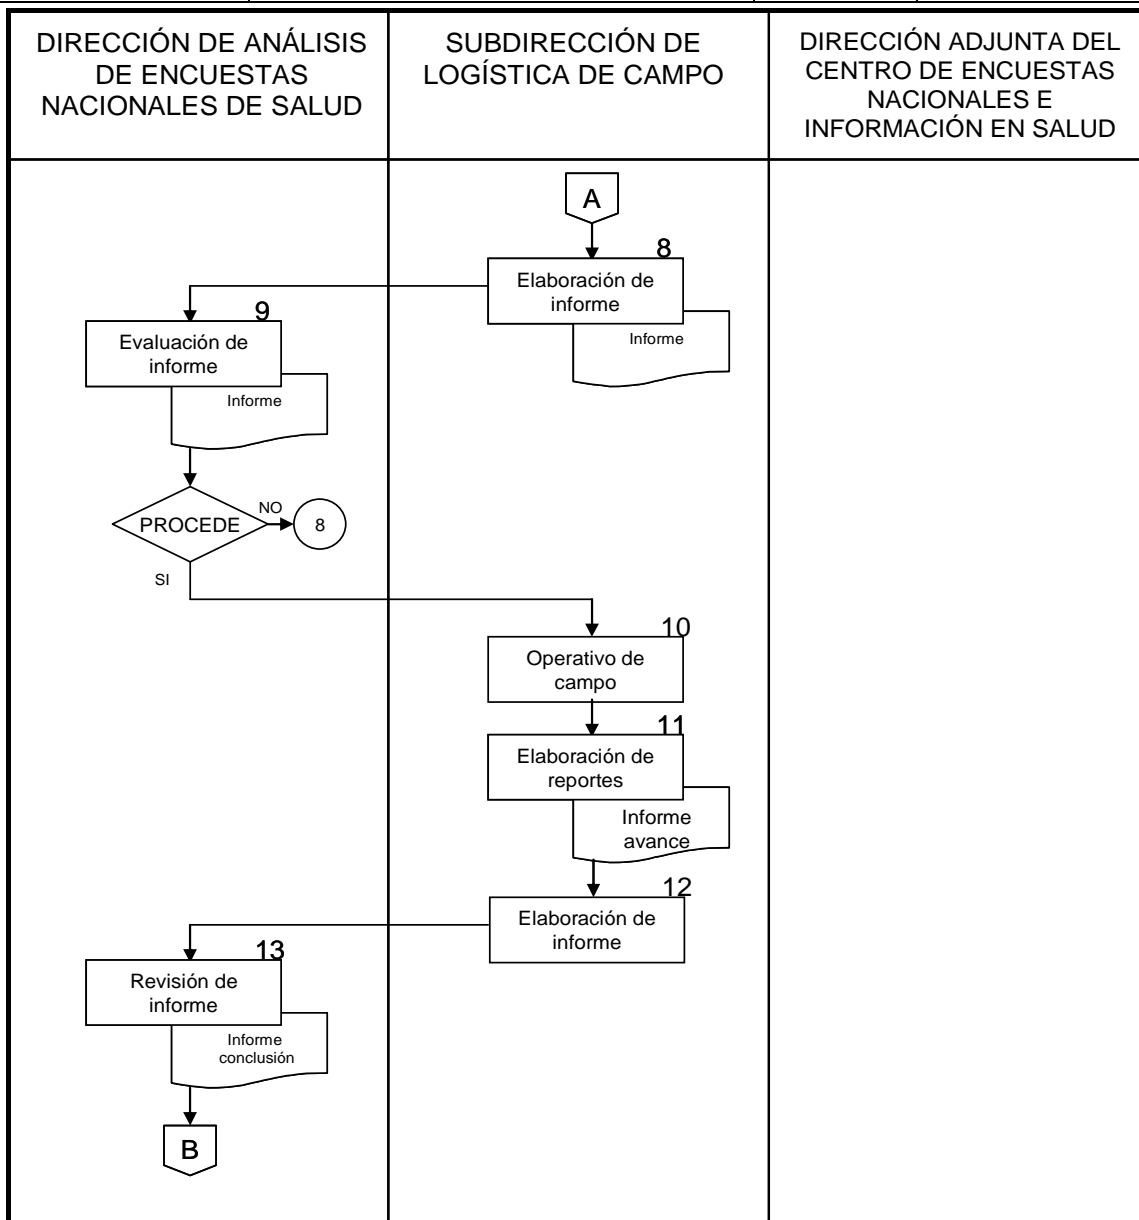 DIRECCIÓN DE ANÁLISIS
DE ENCUESTAS
NACIONALES DE SALUD
SUBDIRECCIÓN DE
LOGÍSTICA DE CAMPO
DIRECCIÓN ADJUNTA DEL
CENTRO DE ENCUESTAS
NACIONALES E
INFORMACIÓN EN SALUD
A
8
Elaboración de
informe
Informe
9
Evaluación de
informe
Informe
PROCEDE
NO
8
SI
10
Operativo de
campo
11
Elaboración de
reportes
Informe
avance
12
Elaboración de
informe
13
Revisión de
informe
Informe
conclusión
B